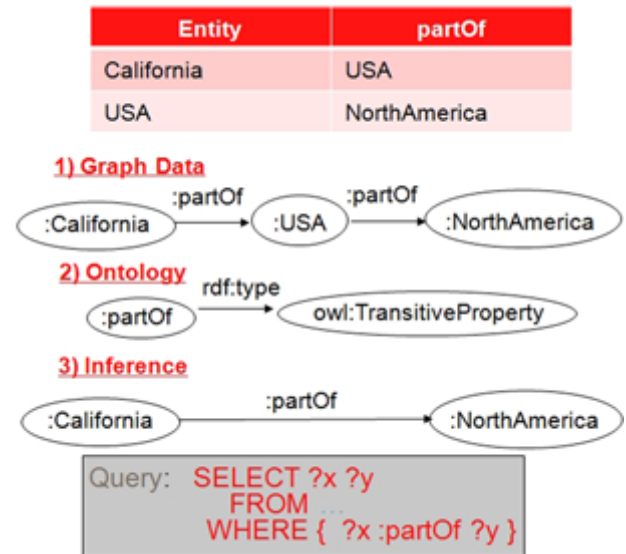 Entity partOf
California USA
USA NorthAmerica
1) Graph Data
:partOf :partOf
:California :USA :NorthAmerica
2) Ontology
rdf:type
:partOf owl:TransitiveProperty
3) Inference
:partOf
:California :NorthAmerica
Query: SELECT ?x ?y
FROM ...
WHERE { ?x :partOf ?y }